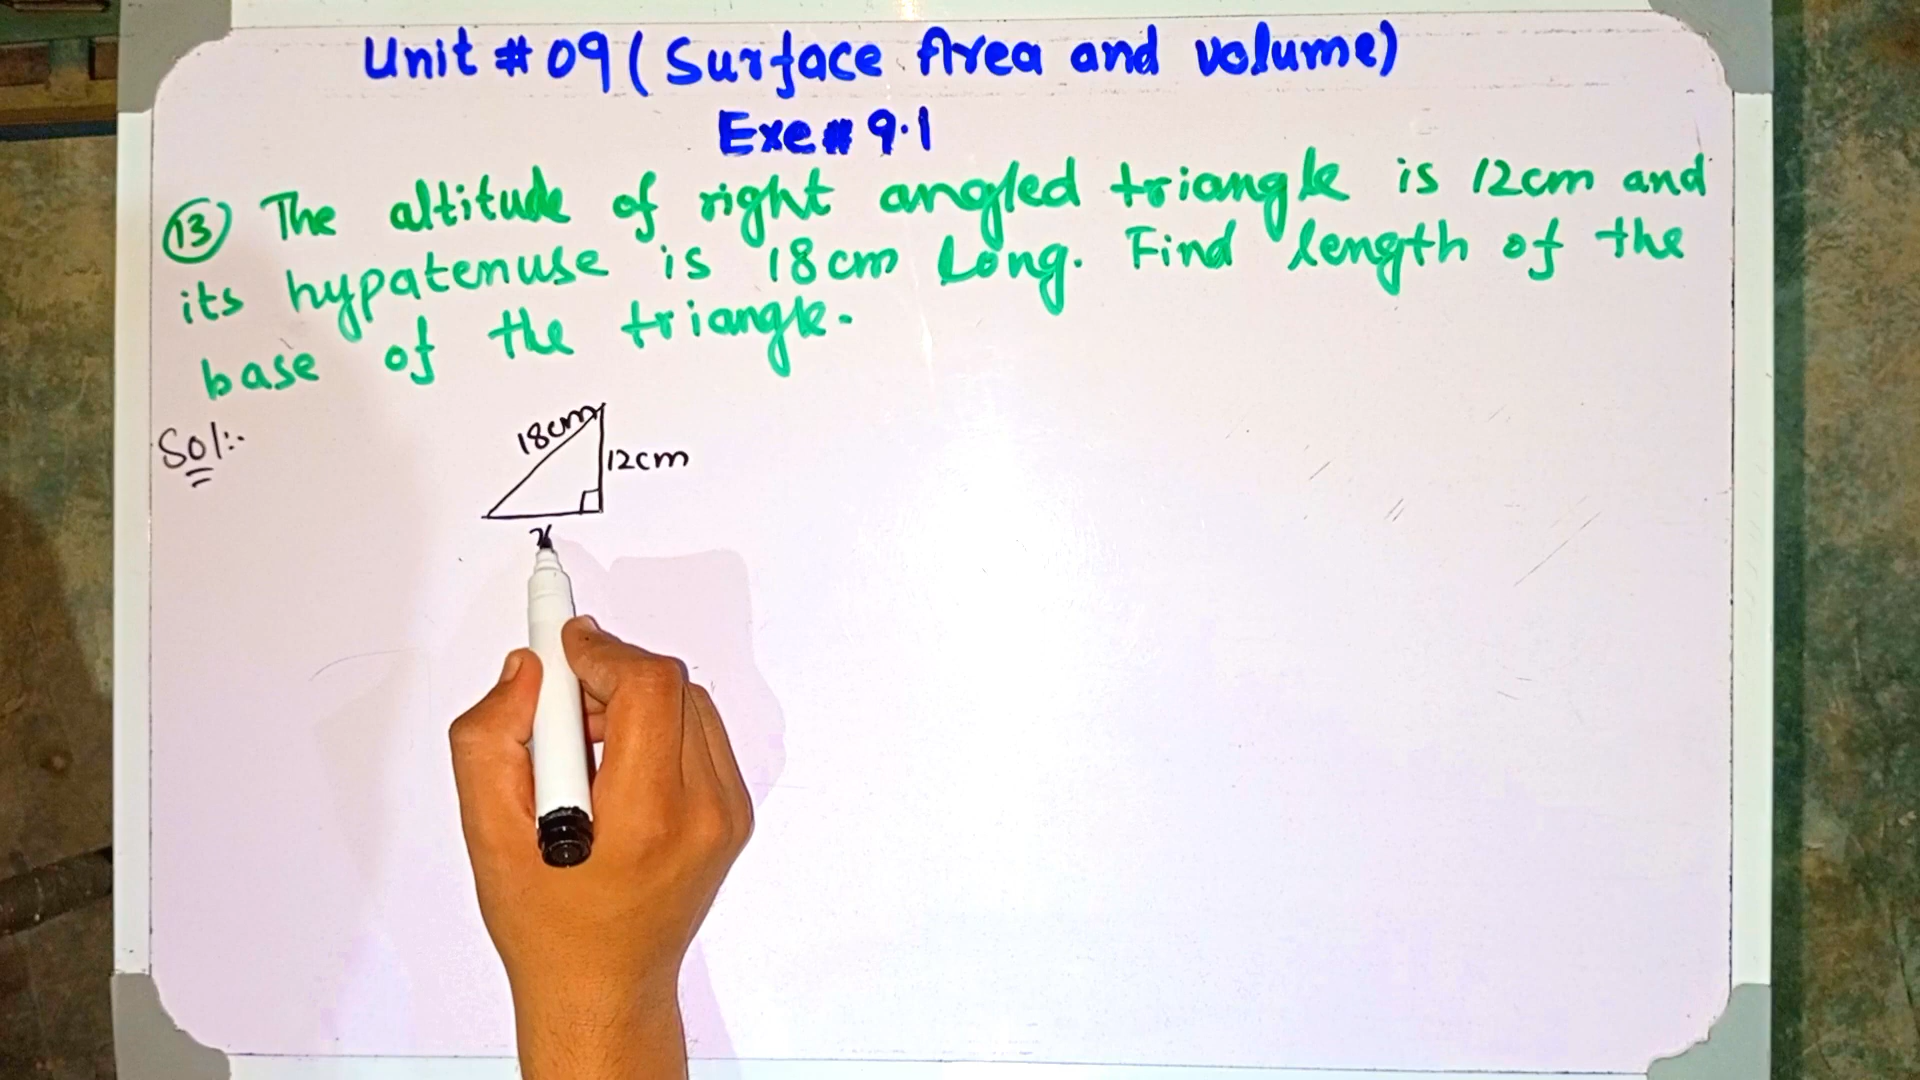 Unit # 09 ( Surface Area and volume)
Exe # 9.1
13 The altitude of right angled triangle is 12cm and
its hypatenuse is 18cm Long. Find length of the
base of the triangle.
Sol:-
18cm
12cm
x